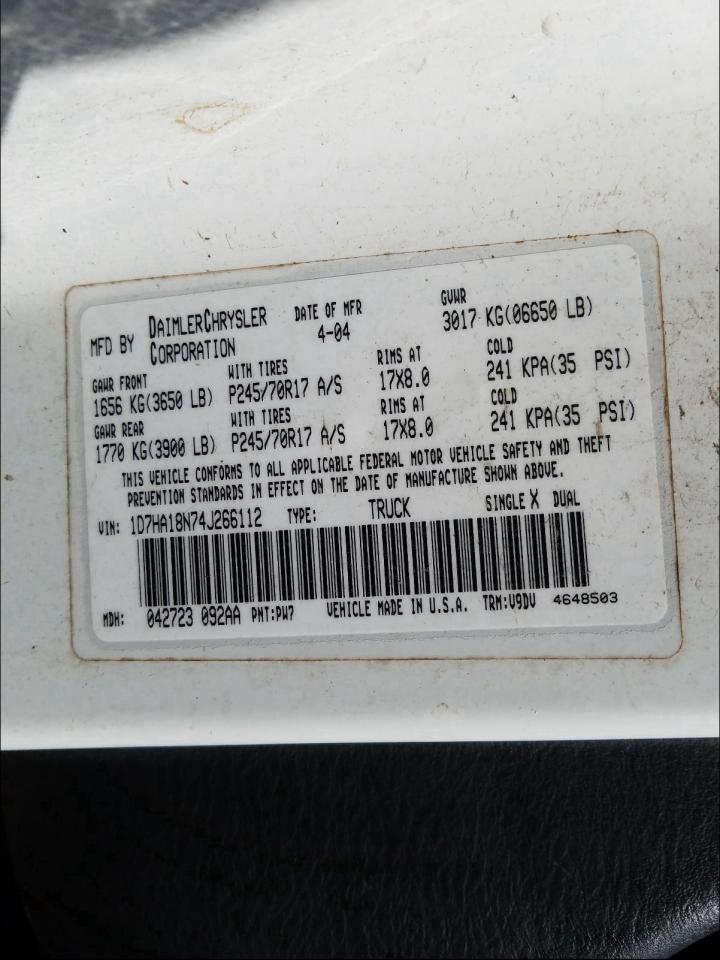 MFD BY DAIMLERCHRYSLER CORPORATION DATE OF MFR 4-04 GVWR 3017 KG(06650 LB)
GAWR FRONT WITH TIRES RIMS AT COLD
1656 KG(3650 LB) P245/70R17 A/S 17X8.0 241 KPA(35 PSI)
GAWR REAR WITH TIRES RIMS AT COLD
1770 KG(3900 LB) P245/70R17 A/S 17X8.0 241 KPA(35 PSI)
THIS VEHICLE CONFORMS TO ALL APPLICABLE FEDERAL MOTOR VEHICLE SAFETY AND THEFT
PREVENTION STANDARDS IN EFFECT ON THE DATE OF MANUFACTURE SHOWN ABOVE.
VIN: 1D7HA18N74J266112 TYPE: TRUCK SINGLE X DUAL
MDH: 042723 092AA PNT:PW7 VEHICLE MADE IN U.S.A. TRM:V9DV 4648503